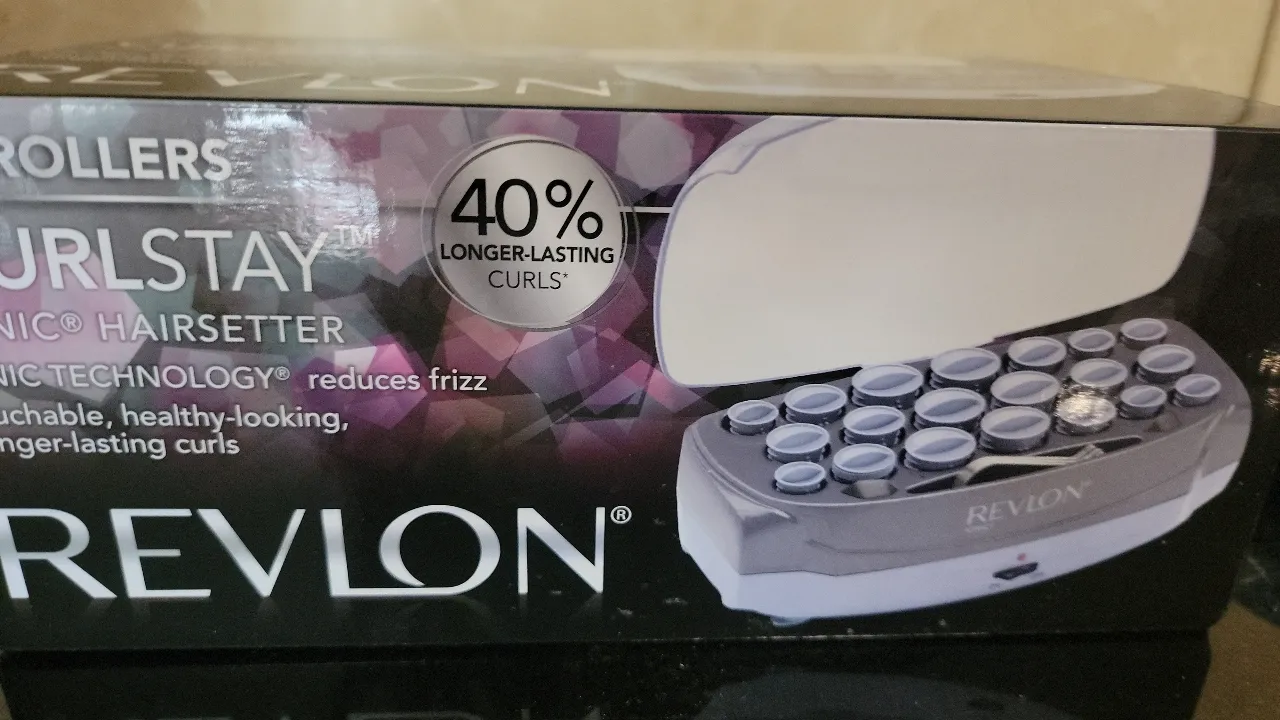 REVLON
ROLLERS
URLSTAY™
NIC® HAIRSETTER
NIC TECHNOLOGY® reduces frizz
uchable, healthy-looking,
nger-lasting curls
REVLON®
40%
LONGER-LASTING
CURLS*
REVLON